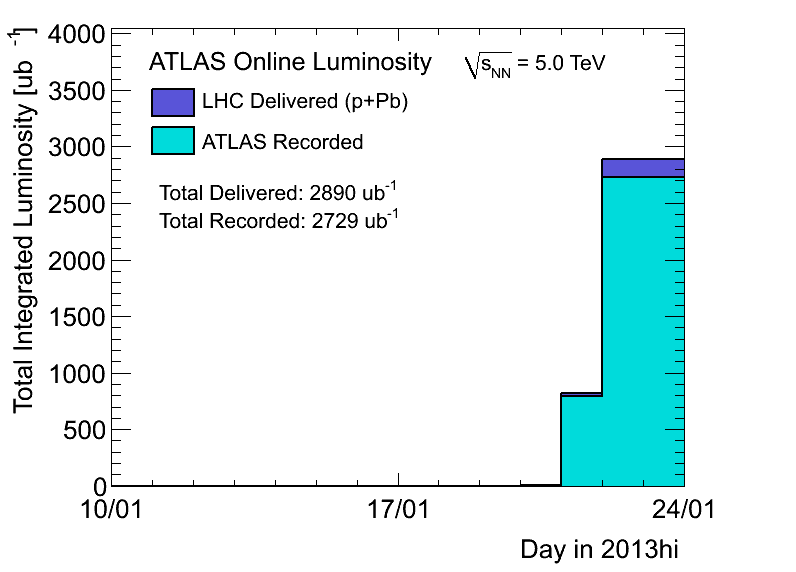 Total Integrated Luminosity [ub⁻¹]
4000
3500
3000
2500
2000
1500
1000
500
0
ATLAS Online Luminosity √sNN = 5.0 TeV
LHC Delivered (p+Pb)
ATLAS Recorded
Total Delivered: 2890 ub⁻¹
Total Recorded: 2729 ub⁻¹
10/01 17/01 24/01
Day in 2013hi